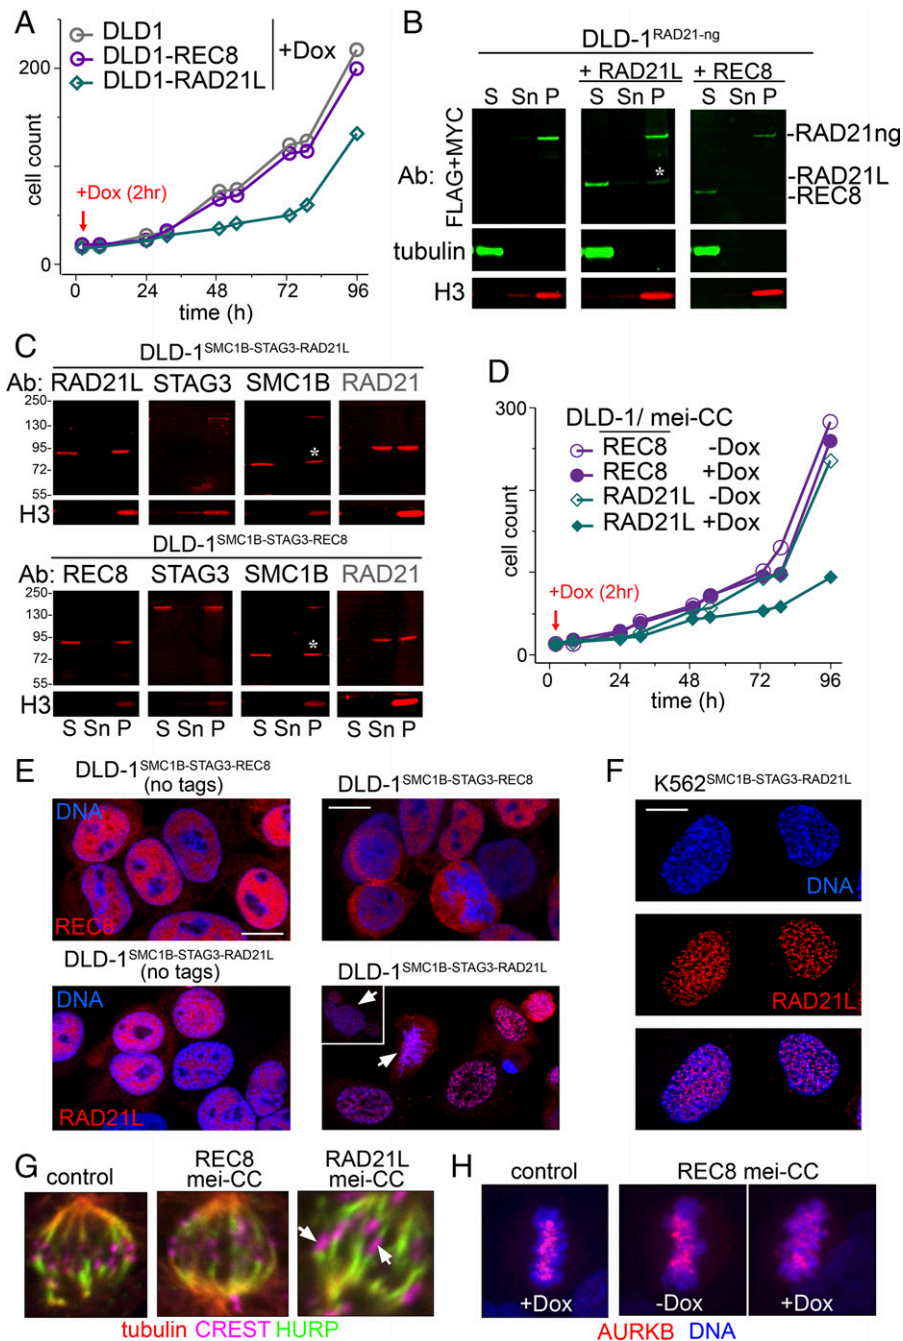 A
DLD1
DLD1-REC8
DLD1-RAD21L
+Dox
200
cell count
+Dox (2hr)
0
0 24 48 72 96
time (h)
B
DLD-1RAD21-ng
+ RAD21L + REC8
S Sn P S Sn P S Sn P
Ab: FLAG+MYC
-RAD21ng
*
-RAD21L
-REC8
tubulin
H3
C
DLD-1SMC1B-STAG3-RAD21L
Ab: RAD21L STAG3 SMC1B RAD21
250-
130-
95-
72-
55-
*
H3
DLD-1SMC1B-STAG3-REC8
Ab: REC8 STAG3 SMC1B RAD21
250-
130-
95-
72-
55-
*
H3
S Sn P S Sn P S Sn P S Sn P
D
300
DLD-1/ mei-CC
REC8 -Dox
REC8 +Dox
RAD21L -Dox
RAD21L +Dox
cell count
+Dox (2hr)
0
0 24 48 72 96
time (h)
E
DLD-1SMC1B-STAG3-REC8
(no tags)
DNA
REC8
DLD-1SMC1B-STAG3-REC8
DLD-1SMC1B-STAG3-RAD21L
(no tags)
DNA
RAD21L
DLD-1SMC1B-STAG3-RAD21L
F
K562SMC1B-STAG3-RAD21L
DNA
RAD21L
G
control
REC8
mei-CC
RAD21L
mei-CC
tubulin CREST HURP
H
control
REC8 mei-CC
+Dox
-Dox
+Dox
AURKB DNA